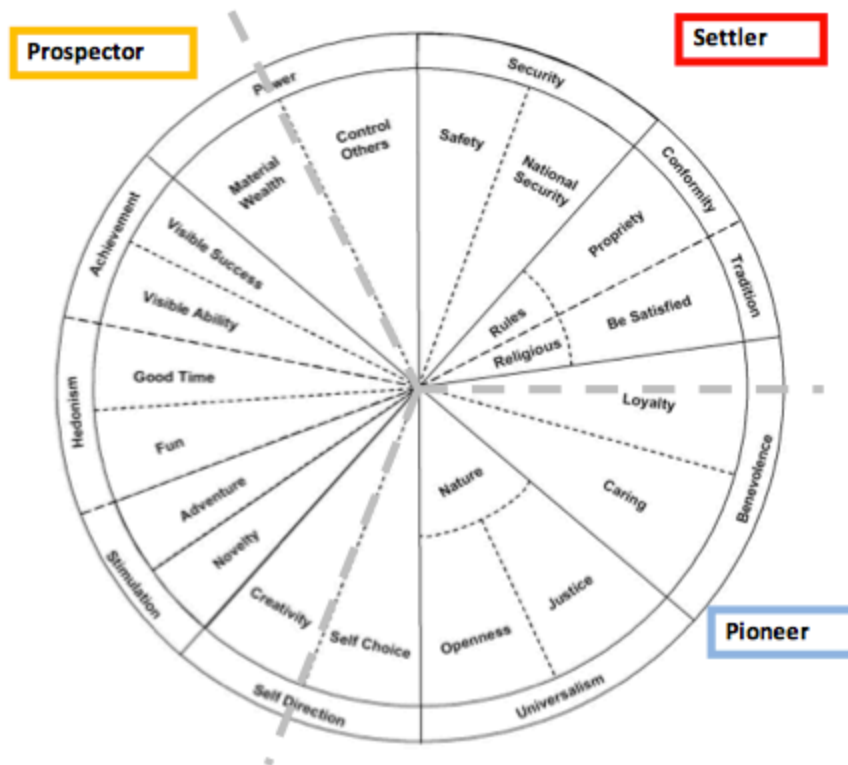 Prospector
Settler
Power
Security
Conformity
Tradition
Benevolence
Universalism
Self Direction
Stimulation
Hedonism
Achievement
Control
Others
Safety
National
Security
Propriety
Rules
Be Satisfied
Religious
Loyalty
Caring
Nature
Justice
Openness
Self Choice
Creativity
Novelty
Adventure
Fun
Good Time
Visible Ability
Visible Success
Material
Wealth
Pioneer